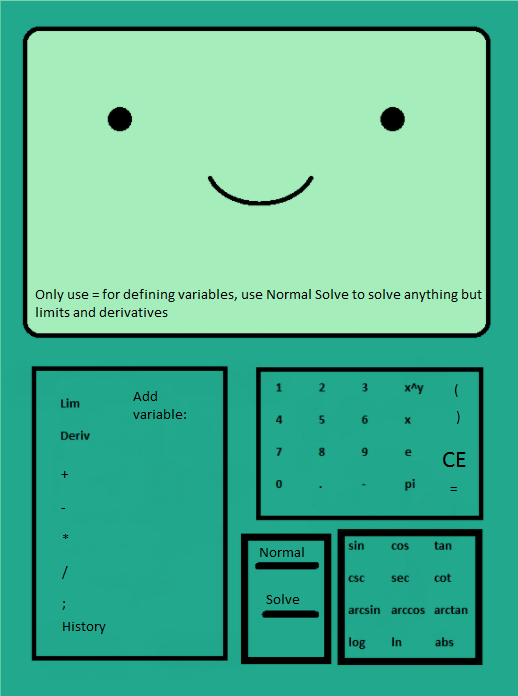 Only use = for defining variables, use Normal Solve to solve anything but
limits and derivatives
Lim
Deriv
+
-
*
/
;
History
Add
variable:
1 2 3 x^y (
4 5 6 x )
7 8 9 e CE
0 . - pi =
Normal
Solve
sin cos tan
csc sec cot
arcsin arccos arctan
log ln abs